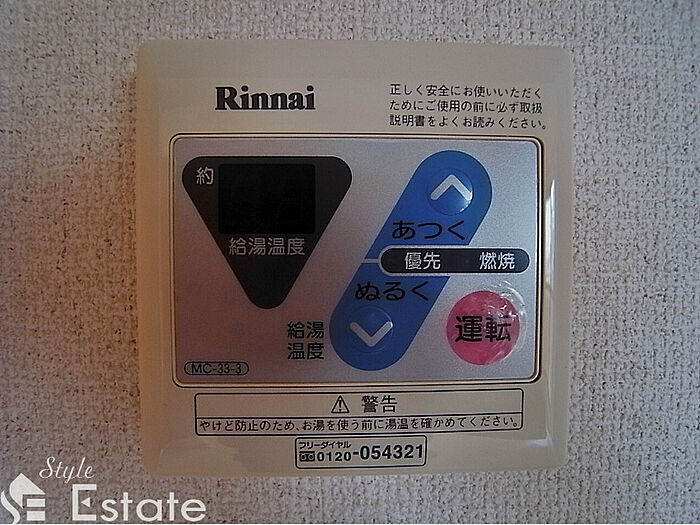 Rinnai
正しく安全にお使いいただく
ためにご使用の前に必ず取扱
説明書をよくお読みください。
約
給湯温度
あつく
優先 燃焼
ぬるく
給湯
温度
運転
MC-33-3
⚠ 警告
やけど防止のため、お湯を使う前に湯温を確かめてください。
フリーダイヤル
0120-054321
Style
Estate